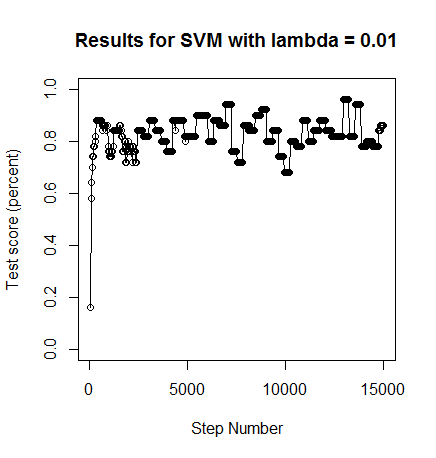 Results for SVM with lambda = 0.01
Test score (percent)
1.0
0.8
0.6
0.4
0.2
0.0
0 5000 10000 15000
Step Number